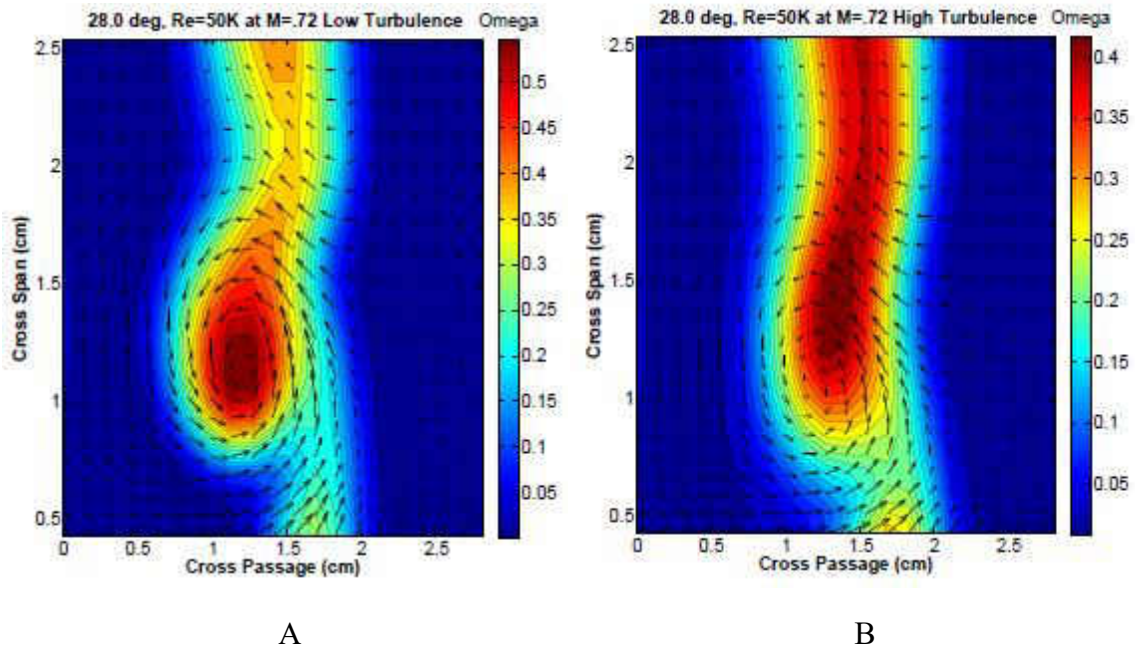 28.0 deg, Re=50K at M=.72 Low Turbulence Omega
2.5
2
1.5
1
0.5
Cross Span (cm)
0 0.5 1 1.5 2 2.5
Cross Passage (cm)
0.5
0.45
0.4
0.35
0.3
0.25
0.2
0.15
0.1
0.05
A
28.0 deg, Re=50K at M=.72 High Turbulence Omega
2.5
2
1.5
1
0.5
Cross Span (cm)
0 0.5 1 1.5 2 2.5
Cross Passage (cm)
0.4
0.35
0.3
0.25
0.2
0.15
0.1
0.05
B